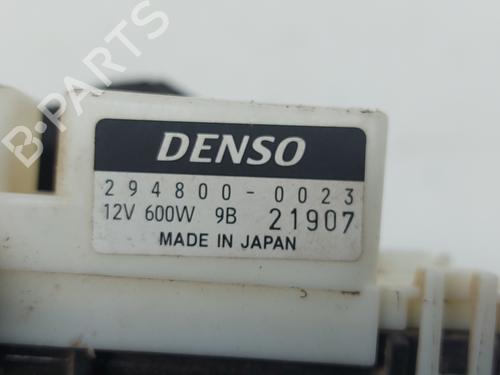 DENSO
294800-0023
12V 600W 9B 21907
MADE IN JAPAN
B-PARTS